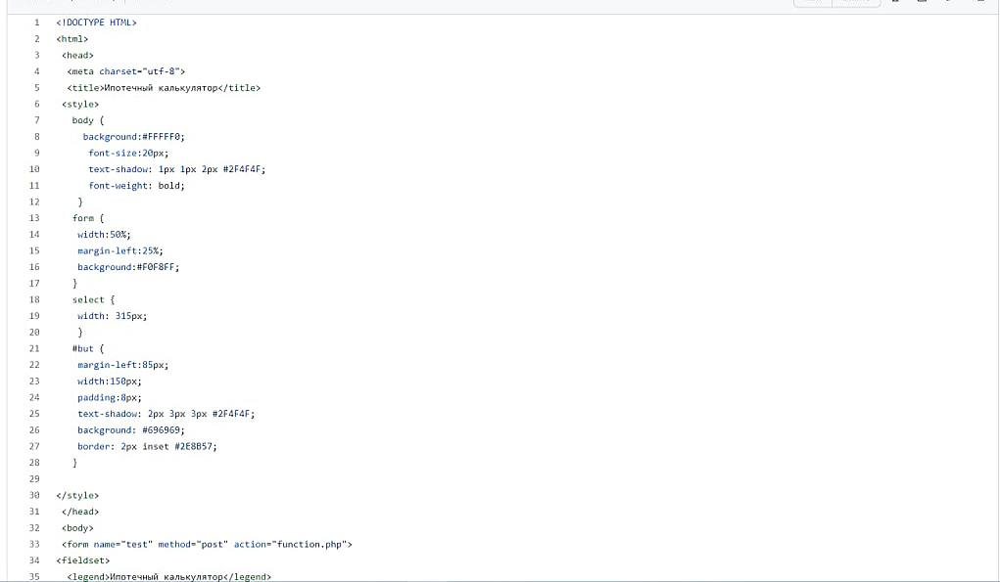 1 <!DOCTYPE HTML>
2 <html>
3 <head>
4 <meta charset="utf-8">
5 <title>Ипотечный калькулятор</title>
6 <style>
7 body {
8 background:#FFFFF0;
9 font-size:20px;
10 text-shadow: 1px 1px 2px #2F4F4F;
11 font-weight: bold;
12 }
13 form {
14 width:50%;
15 margin-left:25%;
16 background:#F0F8FF;
17 }
18 select {
19 width: 315px;
20 }
21 #but {
22 margin-left:85px;
23 width:150px;
24 padding:8px;
25 text-shadow: 2px 3px 3px #2F4F4F;
26 background: #696969;
27 border: 2px inset #2E8B57;
28 }
29
30 </style>
31 </head>
32 <body>
33 <form name="test" method="post" action="function.php">
34 <fieldset>
35 <legend>Ипотечный калькулятор</legend>